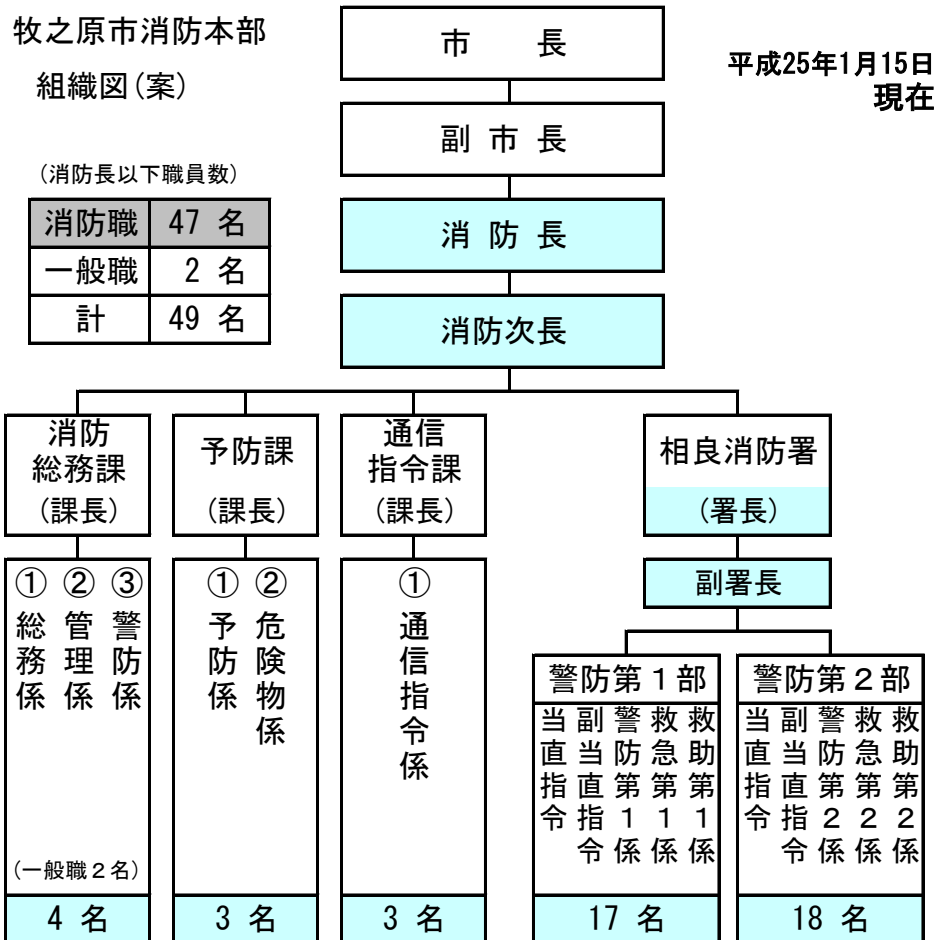 牧之原市消防本部
組織図(案)
平成25年1月15日
現在
市　長
副 市 長
消 防 長
消防次長
(消防長以下職員数)
消防職 47 名
一般職 2 名
計 49 名
消防
総務課
(課長)
①総務係
②管理係
③警防係
(一般職２名)
4 名
予防課
(課長)
①予防係
②危険物係
3 名
通信
指令課
(課長)
①通信指令係
3 名
相良消防署
(署長)
副署長
警防第１部
当直指令
副当直指令
警防第１係
救急第１係
救助第１係
17 名
警防第２部
当直指令
副当直指令
警防第２係
救急第２係
救助第２係
18 名